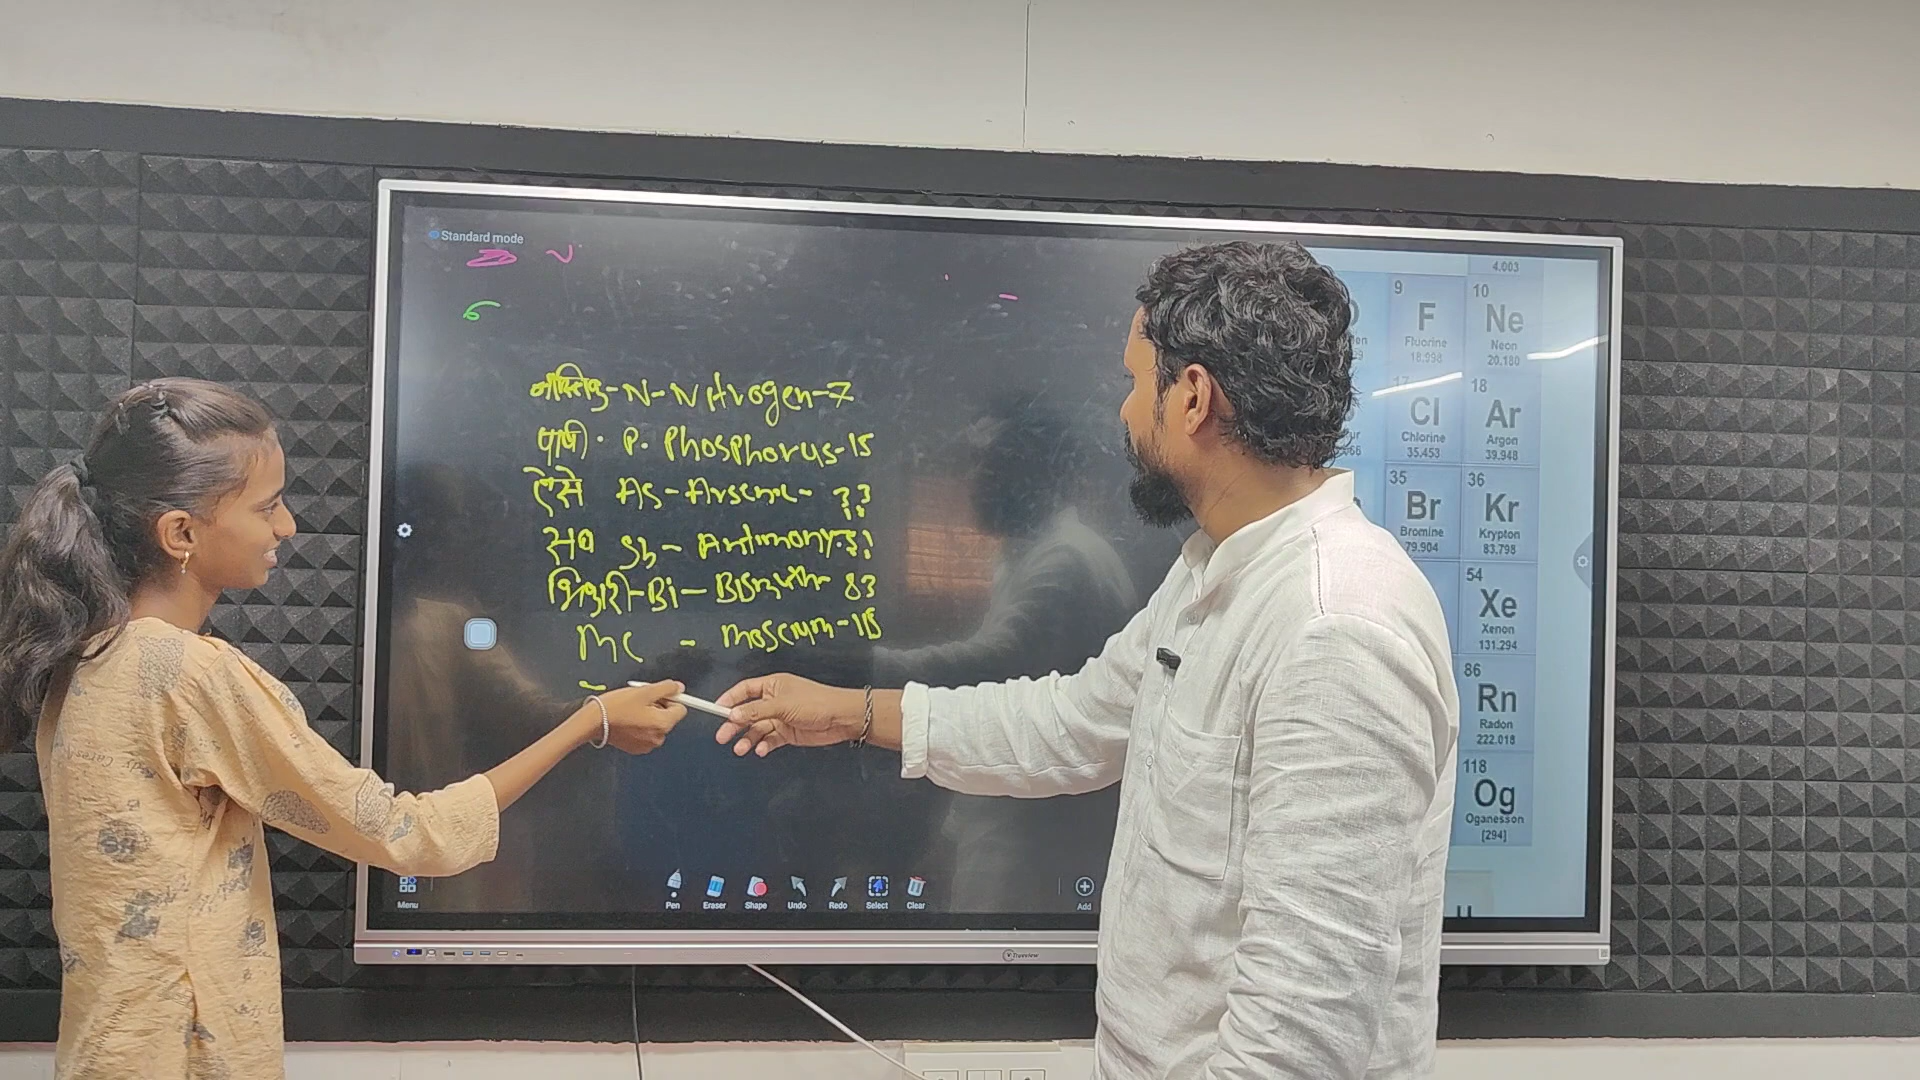 Standard mode
6
नास्तिक - N - Nitrogen - 7
पापी . P. Phosphorus - 15
ऐसे As - Arsenic - 33
सब Sb - Antimony. 51
भिखारी - Bi - Bismuth - 83
Mc - Moscium - 115
4.003
9
F
Fluorine
18.998
10
Ne
Neon
20.180
17
Cl
Chlorine
35.453
18
Ar
Argon
39.948
35
Br
Bromine
79.904
36
Kr
Krypton
83.798
54
Xe
Xenon
131.294
86
Rn
Radon
222.018
118
Og
Oganesson
[294]
Menu
Pen
Eraser
Shape
Undo
Redo
Select
Clear
Add